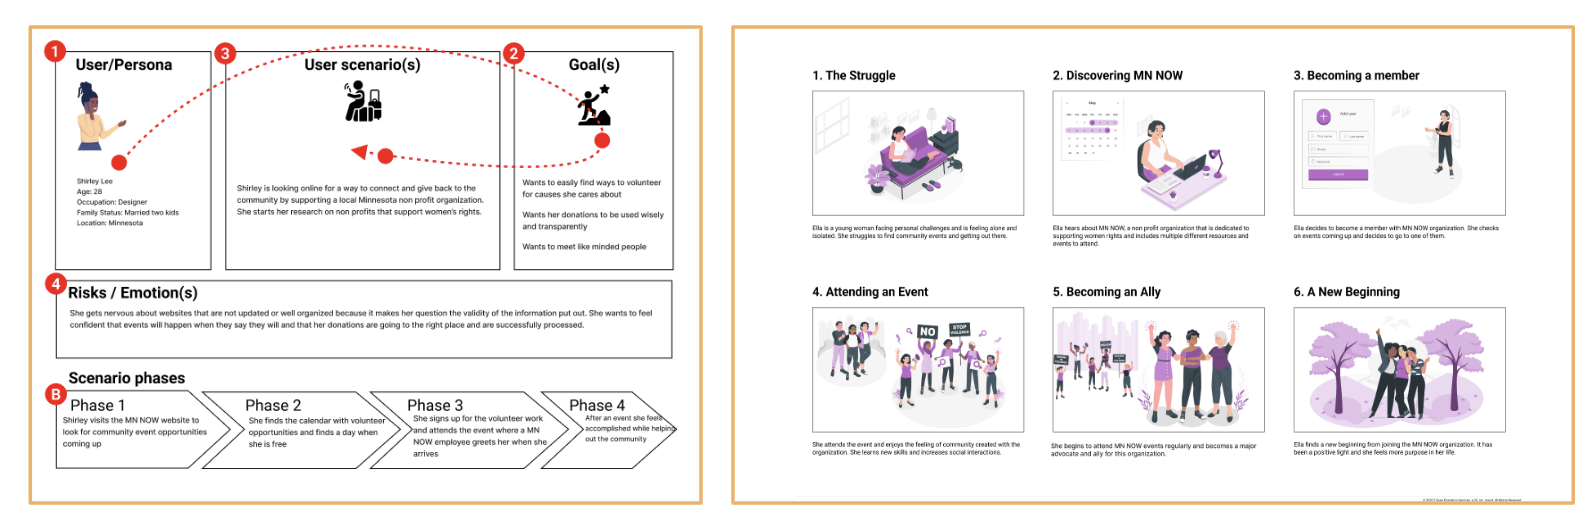 1
User/Persona
Shirley Lee
Age: 28
Occupation: Designer
Family Status: Married two kids
Location: Minnesota
3
User scenario(s)
Shirley is looking online for a way to connect and give back to the
community by supporting a local Minnesota non profit organization.
She starts her research on non profits that support women's rights.
2
Goal(s)
Wants to easily find ways to volunteer
for causes she cares about
Wants her donations to be used wisely
and transparently
Wants to meet like minded people
4
Risks / Emotion(s)
She gets nervous about websites that are not updated or well organized because it makes her question the validity of the information put out. She wants to feel
confident that events will happen when they say they will and that her donations are going to the right place and are successfully processed.
Scenario phases
B
Phase 1
Shirley visits the MN NOW website to
look for community event opportunities
coming up
Phase 2
She finds the calendar with volunteer
opportunities and finds a day when
she is free
Phase 3
She signs up for the volunteer work
and attends the event where a MN
NOW employee greets her when she
arrives
Phase 4
After an event she feels
accomplished while helping
out the community
1. The Struggle
Ella is a young woman facing personal challenges and is feeling alone and
isolated. She struggles to find community events and getting out there.
2. Discovering MN NOW
May
Ella hears about MN NOW, a non profit organization that is dedicated to
supporting women rights and includes multiple different resources and
events to attend.
3. Becoming a member
Add user
First name
Last name
Ella decides to become a member with MN NOW organization. She checks
on events coming up and decides to go to one of them.
4. Attending an Event
NO
STOP
VIOLENCE
She attends the event and enjoys the feeling of community created with the
organization. She learns new skills and increases social interactions.
5. Becoming an Ally
She begins to attend MN NOW events regularly and becomes a major
advocate and ally for this organization.
6. A New Beginning
Ella finds a new beginning from joining the MN NOW organization. It has
been a positive light and she feels more purpose in her life.